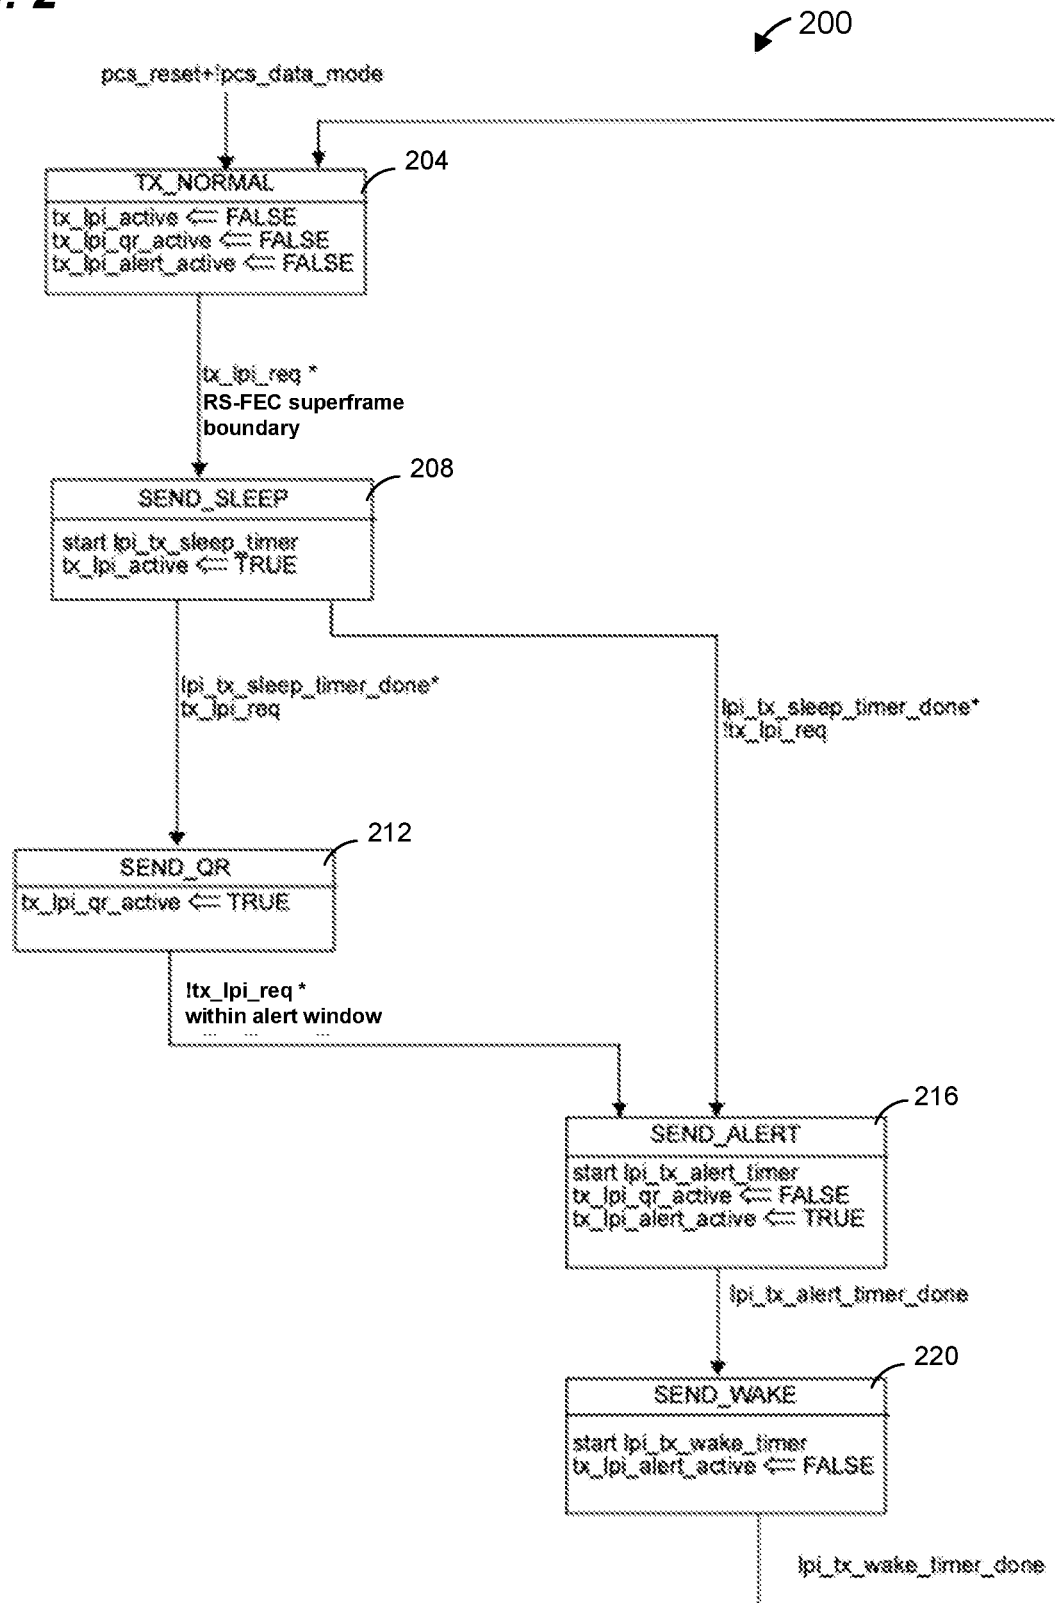 200
pcs_reset+!pcs_data_mode
204
TX_NORMAL
tx_lpi_active ⇐ FALSE
tx_lpi_qr_active ⇐ FALSE
tx_lpi_alert_active ⇐ FALSE
tx_lpi_req *
RS-FEC superframe
boundary
208
SEND_SLEEP
start lpi_tx_sleep_timer
tx_lpi_active ⇐ TRUE
lpi_tx_sleep_timer_done*
tx_lpi_req
lpi_tx_sleep_timer_done*
!tx_lpi_req
212
SEND_QR
tx_lpi_qr_active ⇐ TRUE
!tx_lpi_req *
within alert window
216
SEND_ALERT
start lpi_tx_alert_timer
tx_lpi_qr_active ⇐ FALSE
tx_lpi_alert_active ⇐ TRUE
lpi_tx_alert_timer_done
220
SEND_WAKE
start lpi_tx_wake_timer
tx_lpi_alert_active ⇐ FALSE
lpi_tx_wake_timer_done